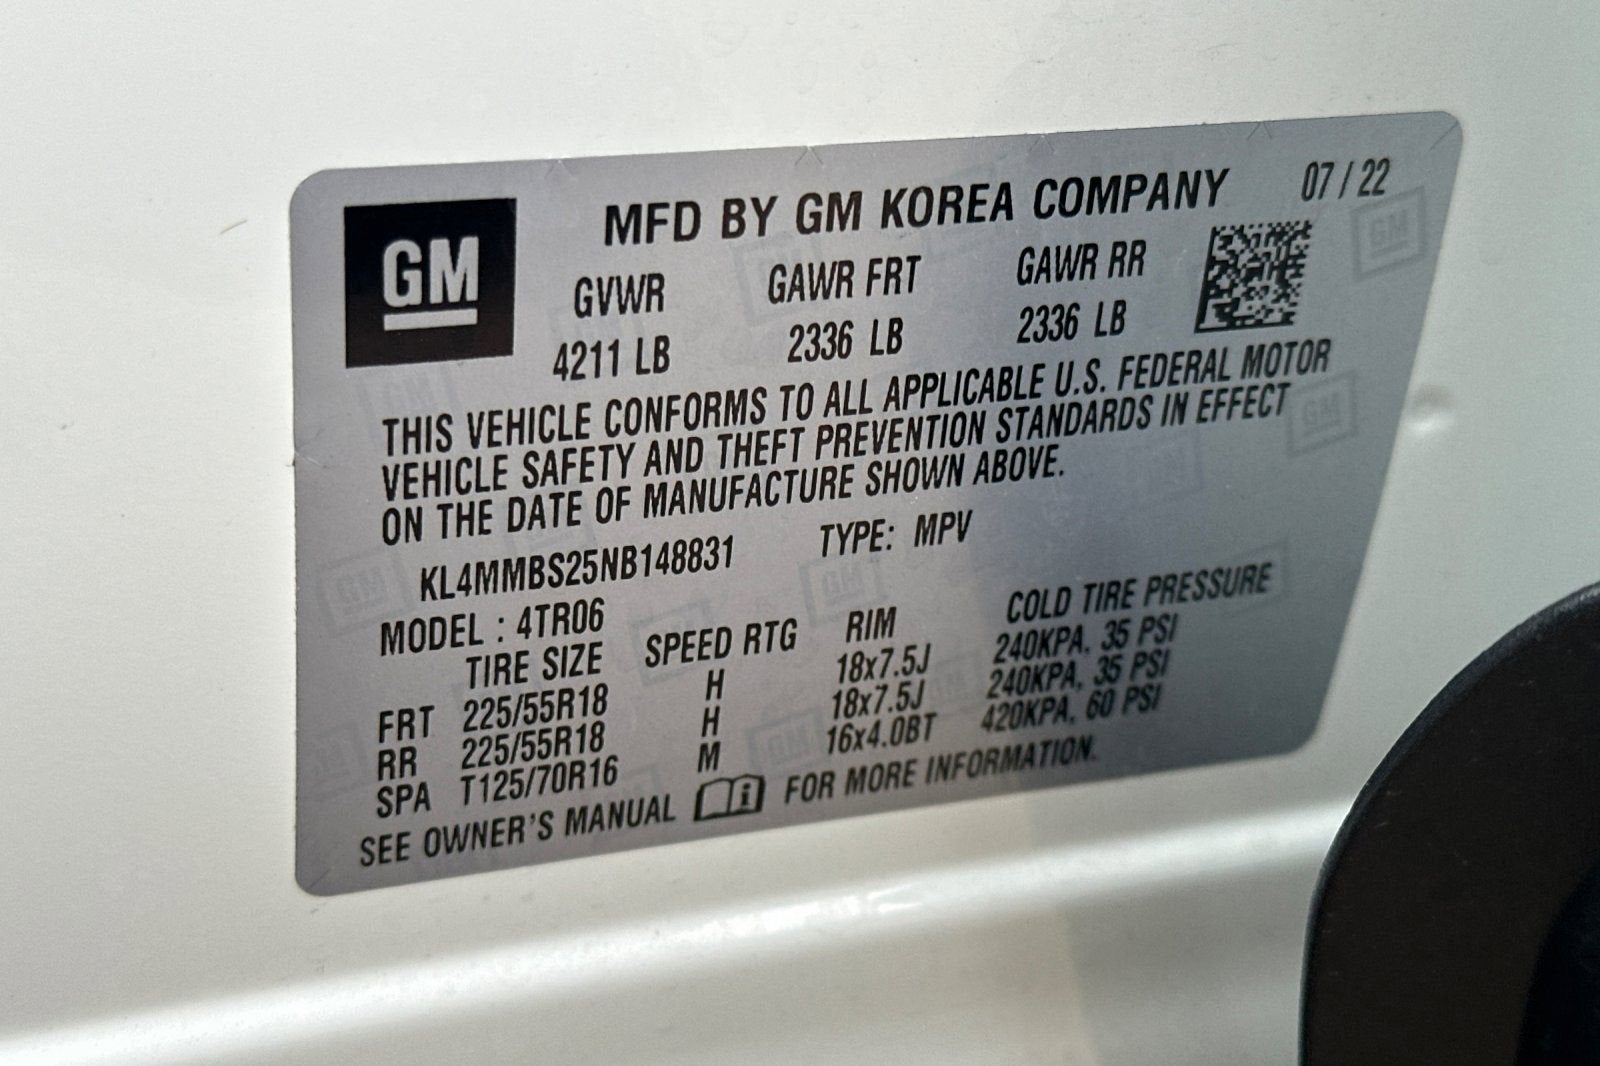 MFD BY GM KOREA COMPANY 07 / 22
GM
GVWR GAWR FRT GAWR RR
4211 LB 2336 LB 2336 LB
THIS VEHICLE CONFORMS TO ALL APPLICABLE U.S. FEDERAL MOTOR
VEHICLE SAFETY AND THEFT PREVENTION STANDARDS IN EFFECT
ON THE DATE OF MANUFACTURE SHOWN ABOVE.
KL4MMBS25NB148831 TYPE: MPV
MODEL : 4TR06
TIRE SIZE SPEED RTG RIM COLD TIRE PRESSURE
FRT 225/55R18 H 18x7.5J 240KPA, 35 PSI
RR 225/55R18 H 18x7.5J 240KPA, 35 PSI
SPA T125/70R16 M 16x4.0BT 420KPA, 60 PSI
SEE OWNER'S MANUAL i FOR MORE INFORMATION.